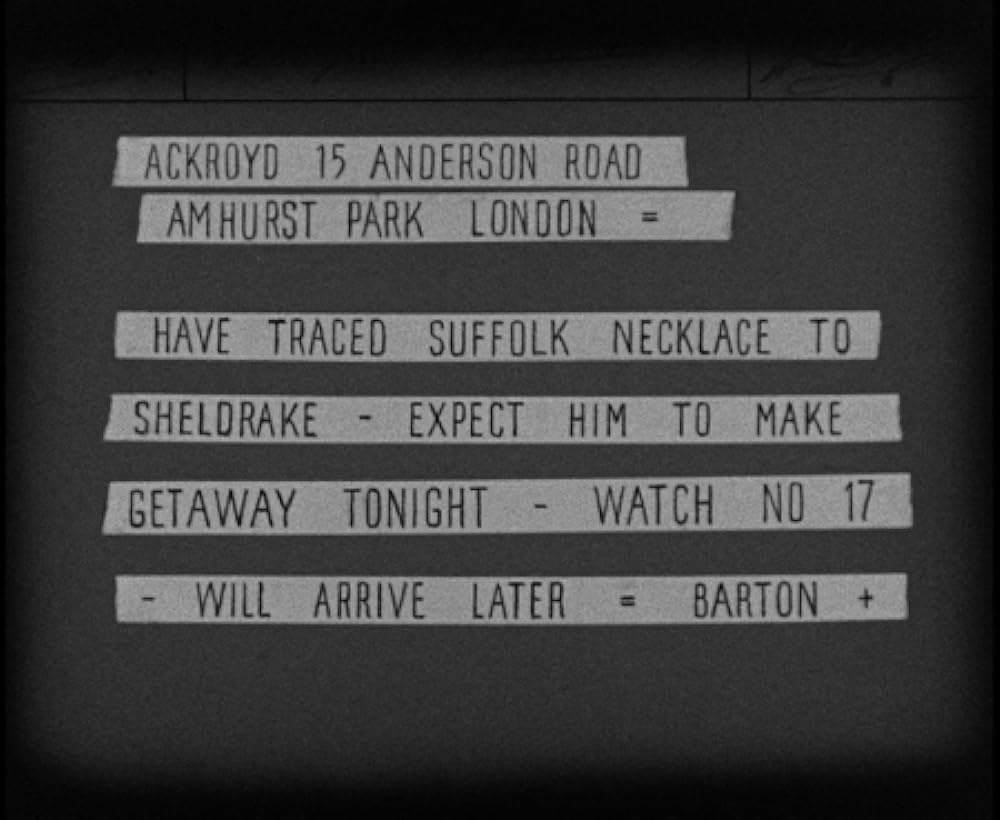 ACKROYD 15 ANDERSON ROAD
AMHURST PARK LONDON =
HAVE TRACED SUFFOLK NECKLACE TO
SHELDRAKE - EXPECT HIM TO MAKE
GETAWAY TONIGHT - WATCH NO 17
- WILL ARRIVE LATER = BARTON +